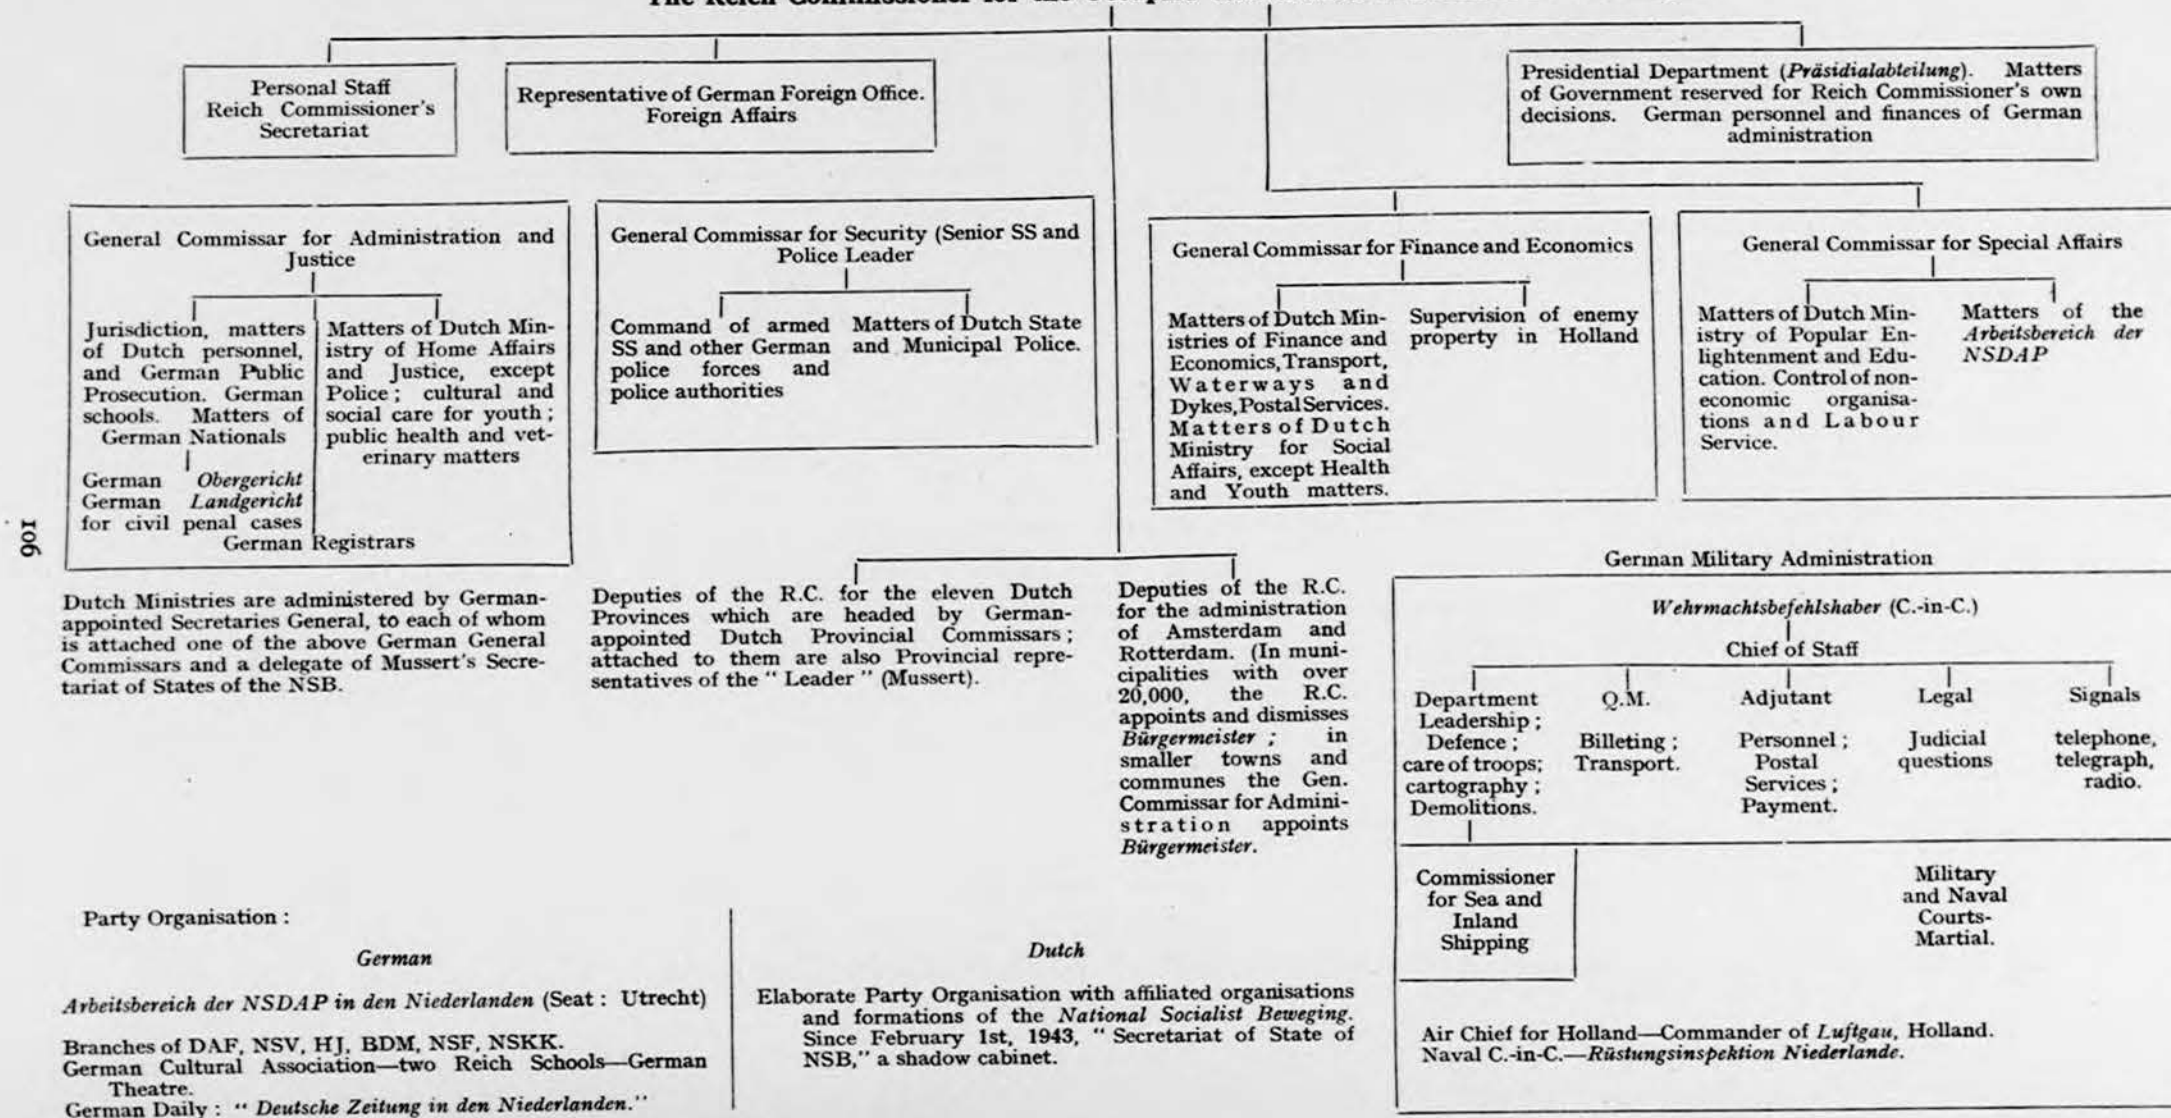 The Reich Commissioner for the
Personal Staff
Reich Commissioner's
Secretariat
Representative of German Foreign Office.
Foreign Affairs
Presidential Department (Präsidialabteilung). Matters
of Government reserved for Reich Commissioner's own
decisions. German personnel and finances of German
administration
General Commissar for Administration and
Justice
Jurisdiction, matters
of Dutch personnel,
and German Public
Prosecution. German
schools. Matters of
German Nationals
German Obergericht
German Landgericht
for civil penal cases
Matters of Dutch Min-
istry of Home Affairs
and Justice, except
Police; cultural and
social care for youth;
public health and vet-
erinary matters
German Registrars
General Commissar for Security (Senior SS and
Police Leader
Command of armed
SS and other German
police forces and
police authorities
Matters of Dutch State
and Municipal Police.
General Commissar for Finance and Economics
Matters of Dutch Min-
istries of Finance and
Economics, Transport,
Waterways and
Dykes, Postal Services.
Matters of Dutch
Ministry for Social
Affairs, except Health
and Youth matters.
Supervision of enemy
property in Holland
General Commissar for Special Affairs
Matters of Dutch Min-
istry of Popular En-
lightenment and Edu-
cation. Control of non-
economic organisa-
tions and Labour
Service.
Matters of the
Arbeitsbereich der
NSDAP
106
Dutch Ministries are administered by German-
appointed Secretaries General, to each of whom
is attached one of the above German General
Commissars and a delegate of Mussert's Secre-
tariat of States of the NSB.
Deputies of the R.C. for the eleven Dutch
Provinces which are headed by German-
appointed Dutch Provincial Commissars;
attached to them are also Provincial repre-
sentatives of the "Leader" (Mussert).
Deputies of the R.C.
for the administration
of Amsterdam and
Rotterdam. (In muni-
cipalities with over
20,000, the R.C.
appoints and dismisses
Bürgermeister; in
smaller towns and
communes the Gen.
Commissar for Admini-
stration appoints
Bürgermeister.
German Military Administration
Wehrmachtsbefehlshaber (C.-in-C.)
Chief of Staff
Department
Leadership;
Defence;
care of troops;
cartography;
Demolitions.
Q.M.
Billeting;
Transport.
Adjutant
Personnel;
Postal
Services;
Payment.
Legal
Judicial
questions
Signals
telephone,
telegraph,
radio.
Commissioner
for Sea and
Inland
Shipping
Military
and Naval
Courts-
Martial.
Air Chief for Holland—Commander of Luftgau, Holland.
Naval C.-in-C.—Rüstungsinspektion Niederlande.
Party Organisation:
German
Arbeitsbereich der NSDAP in den Niederlanden (Seat: Utrecht)
Branches of DAF, NSV, HJ, BDM, NSF, NSKK.
German Cultural Association—two Reich Schools—German
Theatre.
German Daily: "Deutsche Zeitung in den Niederlanden."
Dutch
Elaborate Party Organisation with affiliated organisations
and formations of the National Socialist Beweging.
Since February 1st, 1943, "Secretariat of State of
NSB," a shadow cabinet.